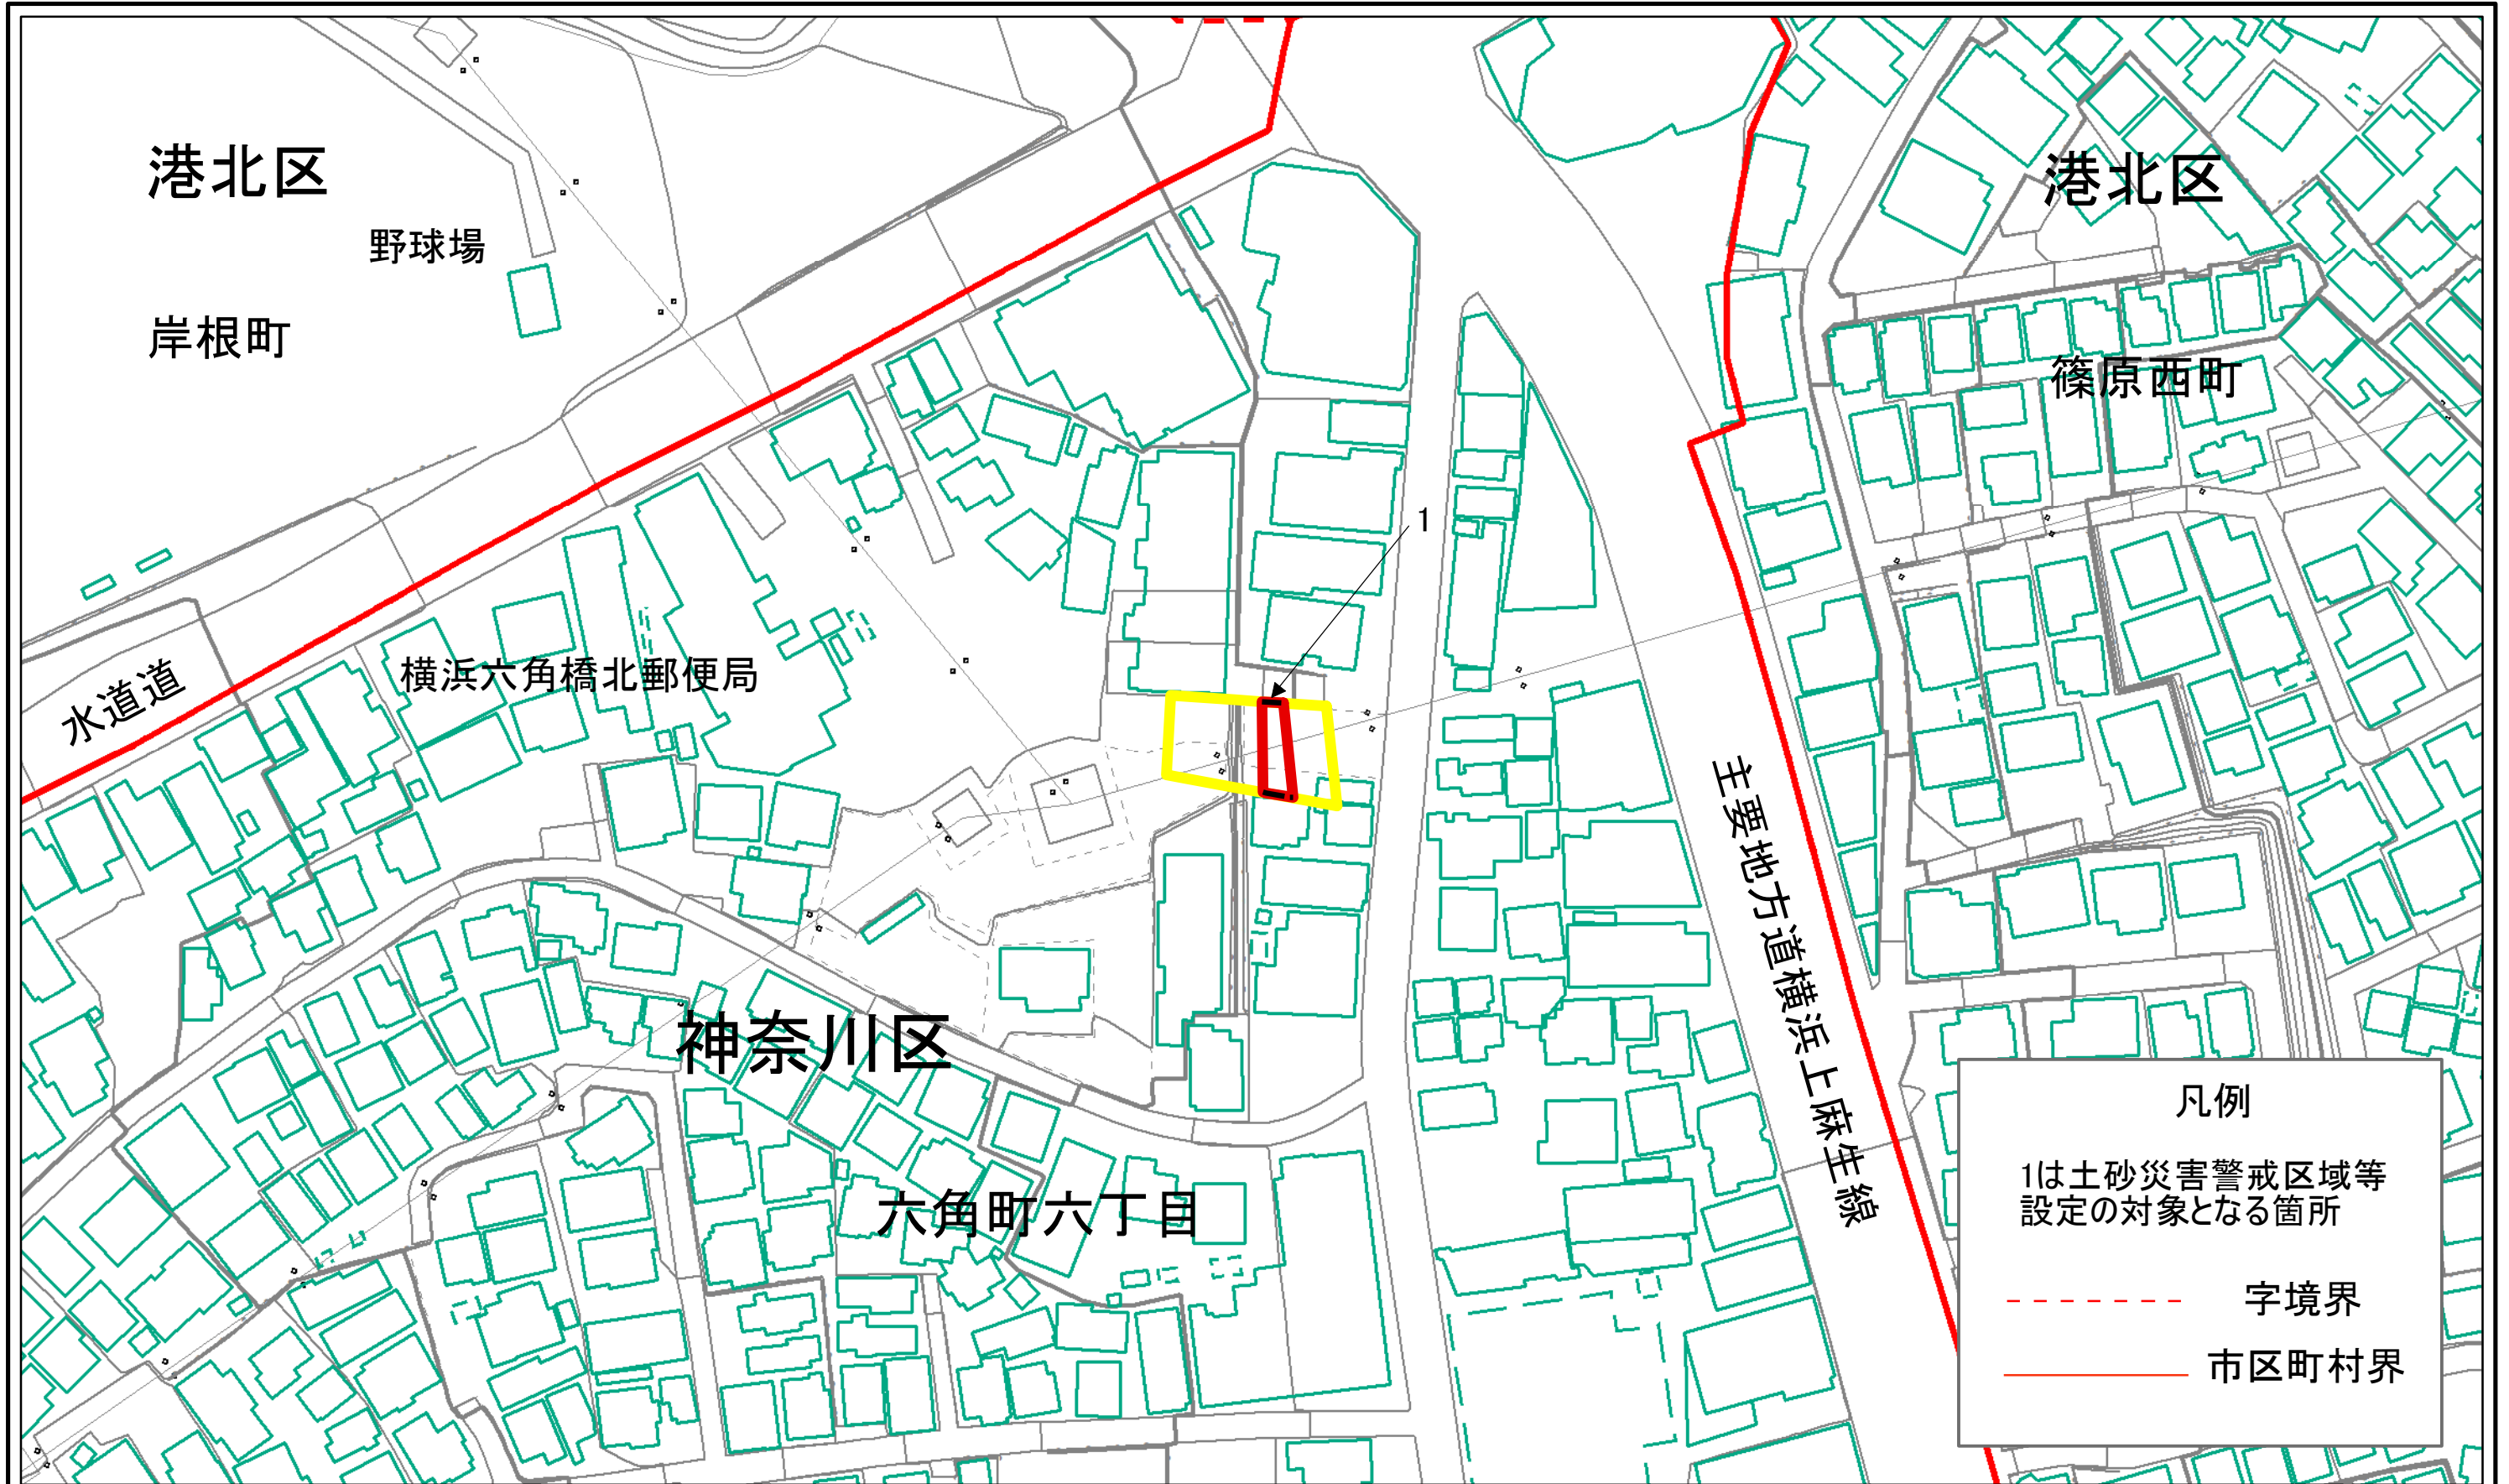 港北区
港北区
野球場
岸根町
篠原西町
1
横浜六角橋北郵便局
水道道
主要地方道横浜上麻生線
神奈川区
六角町六丁目
凡例
1は土砂災害警戒区域等
設定の対象となる箇所
字境界
市区町村界